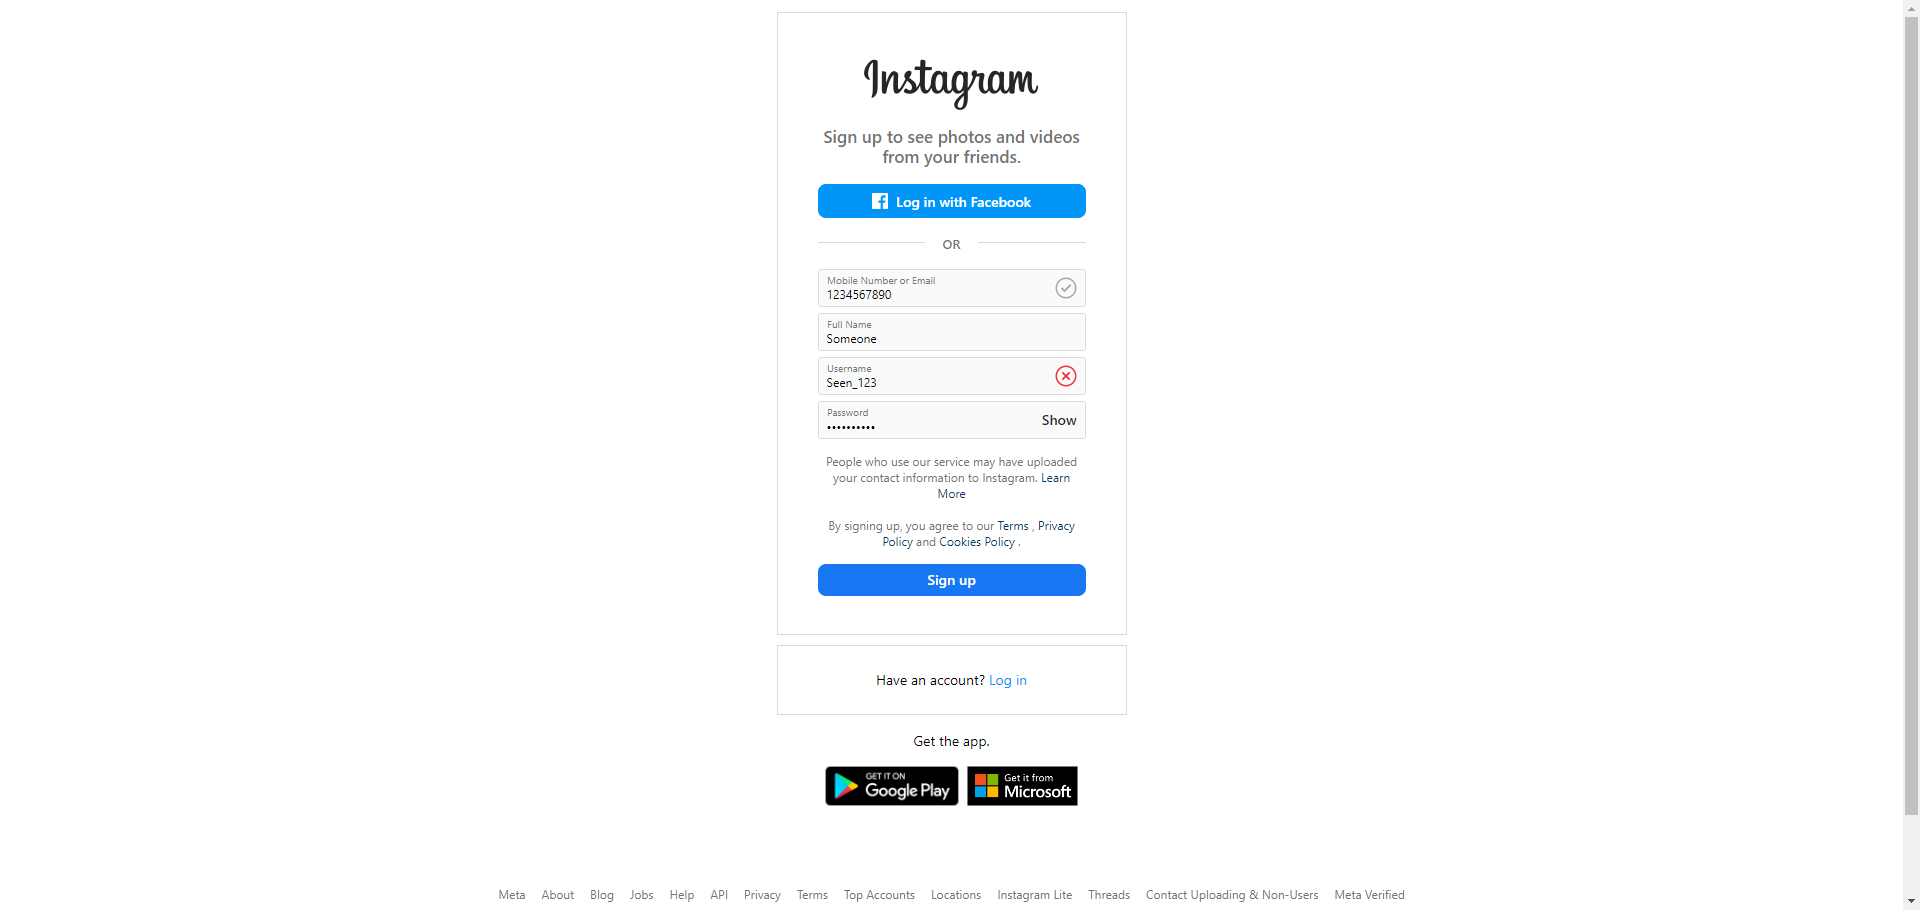 Instagram
Sign up to see photos and videos
from your friends.
Log in with Facebook
OR
Mobile Number or Email
1234567890
Full Name
Someone
Username
Seen_123
Password
••••••••••
Show
People who use our service may have uploaded
your contact information to Instagram. Learn
More
By signing up, you agree to our Terms , Privacy
Policy and Cookies Policy .
Sign up
Have an account? Log in
Get the app.
GET IT ON
Google Play
Get it from
Microsoft
Meta About Blog Jobs Help API Privacy Terms Top Accounts Locations Instagram Lite Threads Contact Uploading & Non-Users Meta Verified